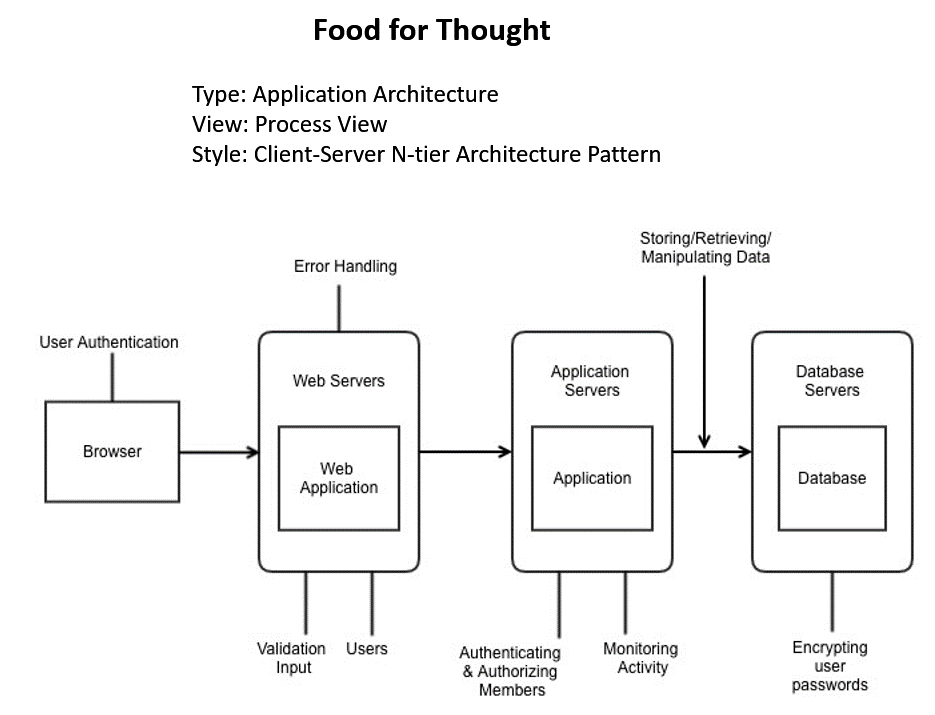 Food for Thought
Type: Application Architecture
View: Process View
Style: Client-Server N-tier Architecture Pattern
Storing/Retrieving/
Manipulating Data
Error Handling
User Authentication
Browser
Web Servers
Web
Application
Application
Servers
Application
Database
Servers
Database
Validation
Input
Users
Authenticating
& Authorizing
Members
Monitoring
Activity
Encrypting
user
passwords